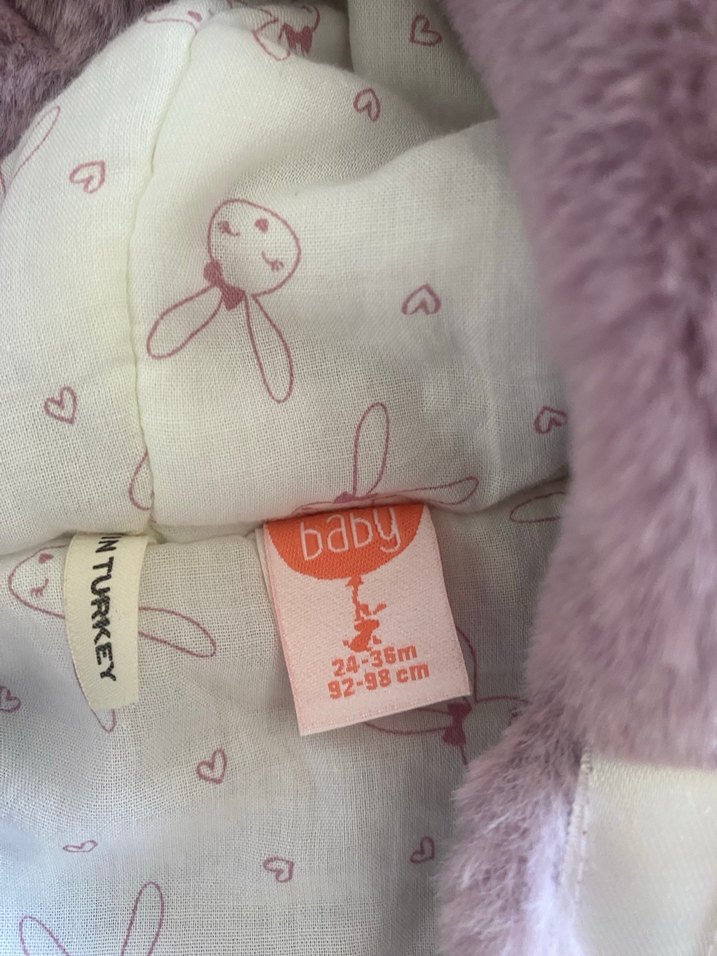 IN TURKEY
baby
24-36m
92-98 cm